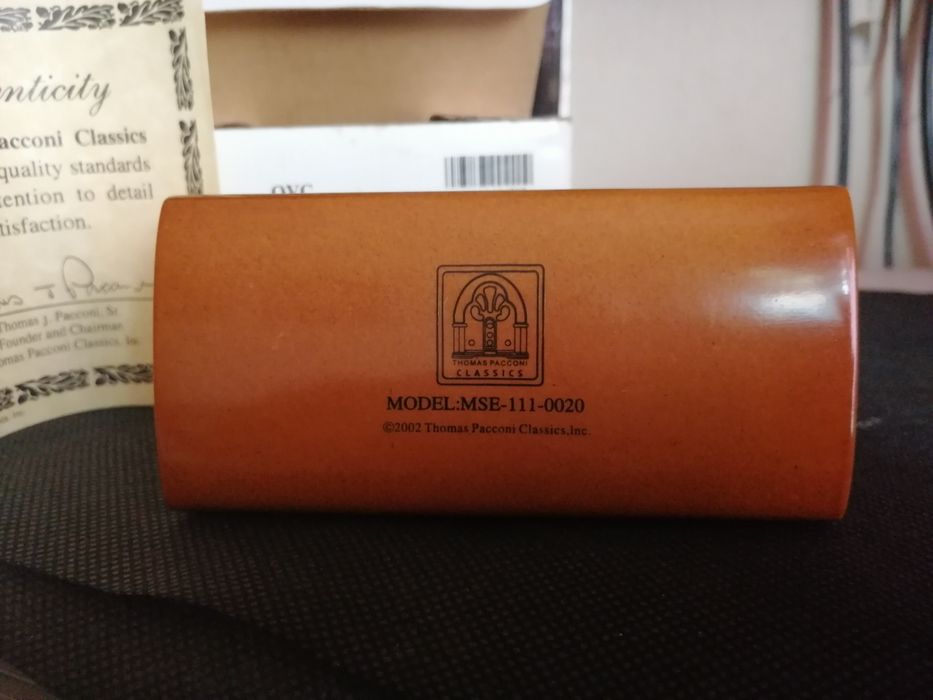 nticity
acconi Classics
quality standards
tention to detail
tisfaction.
Thomas J. Pacconi, Sr.
Founder and Chairman
omas Pacconi Classics, Inc.
QVC
THOMAS PACCONI
CLASSICS
MODEL:MSE-111-0020
©2002 Thomas Pacconi Classics,Inc.